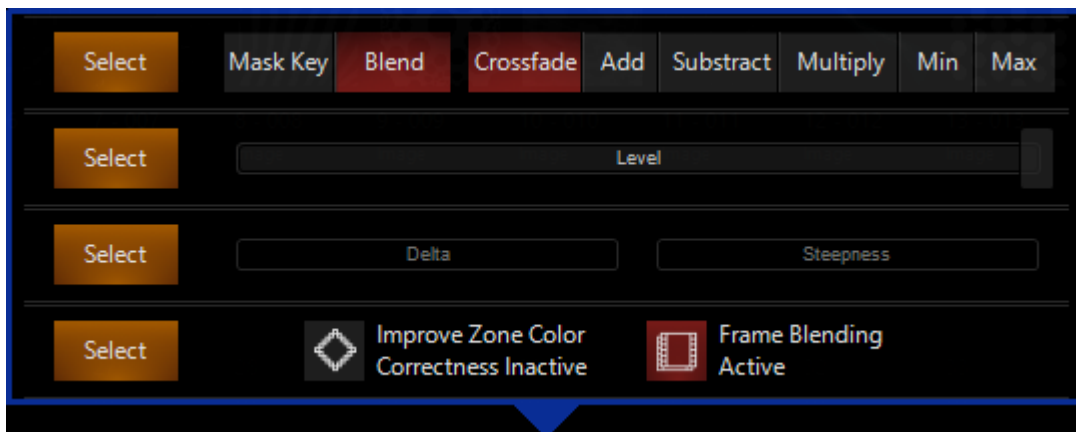 Select Mask Key Blend Crossfade Add Substract Multiply Min Max
Select Level
Select Delta Steepness
Select Improve Zone Color Frame Blending
Correctness Inactive Active